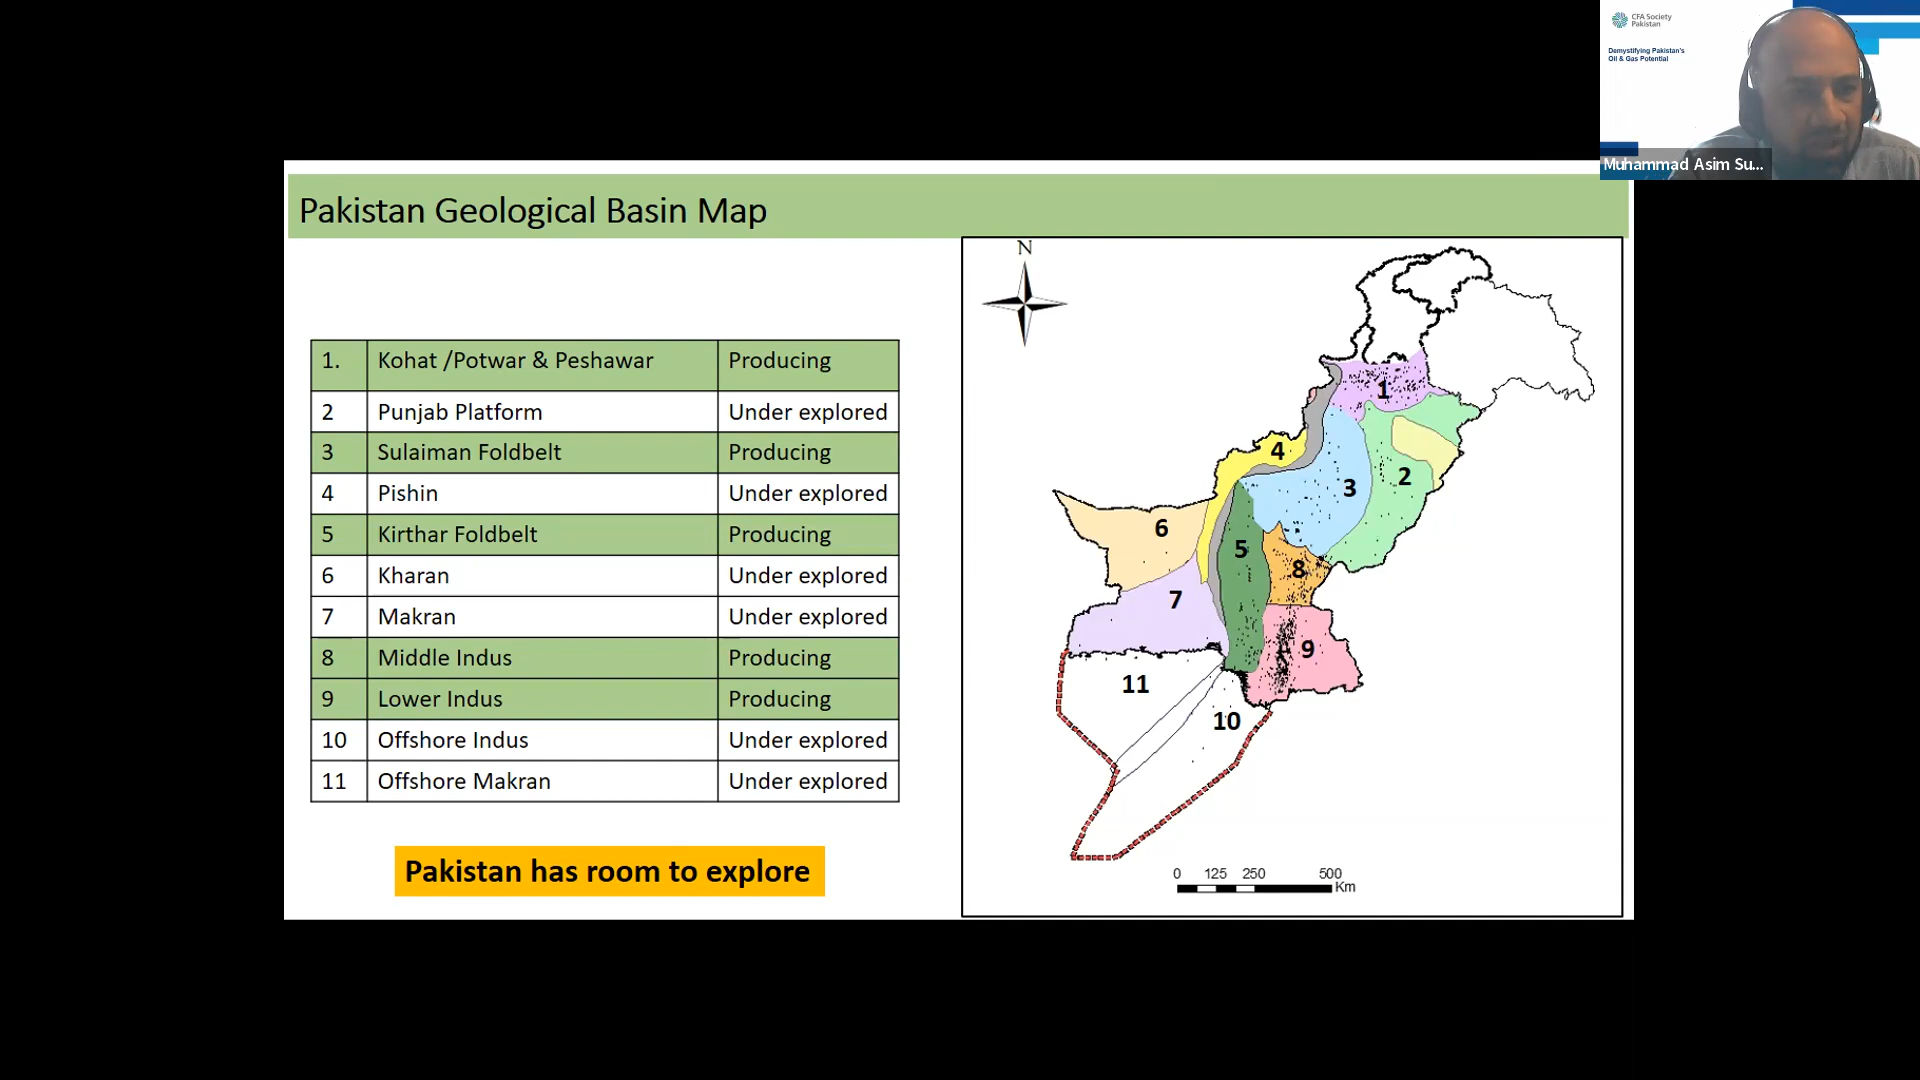 CFA Society
Pakistan
Demystifying Pakistan's
Oil & Gas Potential
Muhammad Asim Su...
Pakistan Geological Basin Map
1. Kohat /Potwar & Peshawar Producing
2 Punjab Platform Under explored
3 Sulaiman Foldbelt Producing
4 Pishin Under explored
5 Kirthar Foldbelt Producing
6 Kharan Under explored
7 Makran Under explored
8 Middle Indus Producing
9 Lower Indus Producing
10 Offshore Indus Under explored
11 Offshore Makran Under explored
Pakistan has room to explore
N
1
4
2
3
6
5
8
7
9
11
10
0 125 250 500
Km